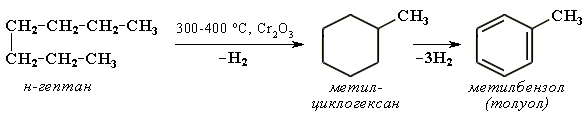 CH₂-CH₂-CH₂-CH₃
CH₂-CH₂-CH₃
н-гептан
300-400 ºC, Cr₂O₃
−H₂
CH₃
метил-
циклогексан
−3H₂
CH₃
метилбензол
(толуол)